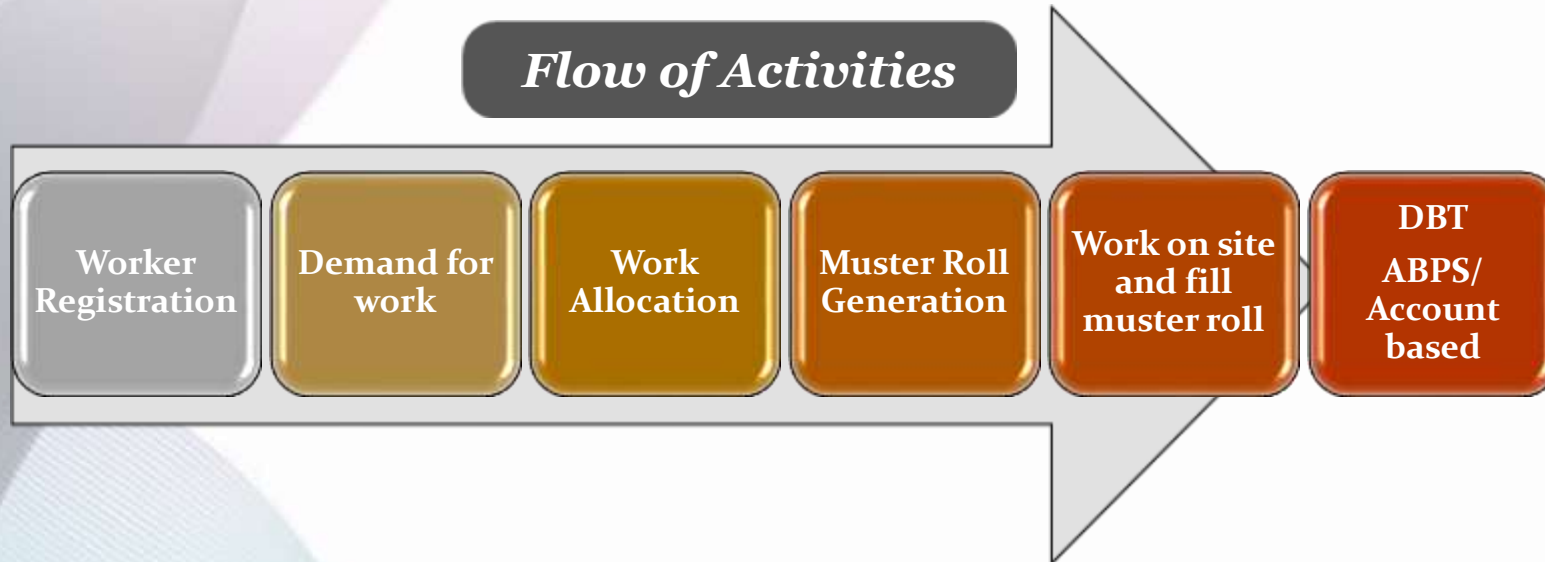 Flow of Activities
Worker
Registration
Demand for
work
Work
Allocation
Muster Roll
Generation
Work on site
and fill
muster roll
DBT
ABPS/
Account
based